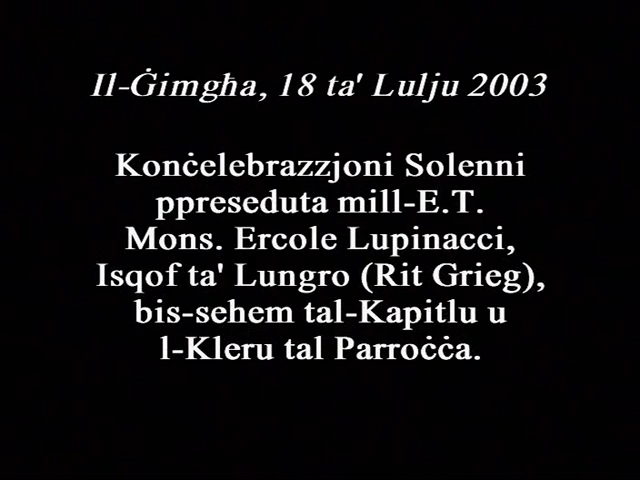 Il-Ġimgħa, 18 ta' Lulju 2003
Konċelebrazzjoni Solenni
ppreseduta mill-E.T.
Mons. Ercole Lupinacci,
Isqof ta' Lungro (Rit Grieg),
bis-sehem tal-Kapitlu u
l-Kleru tal Parroċċa.